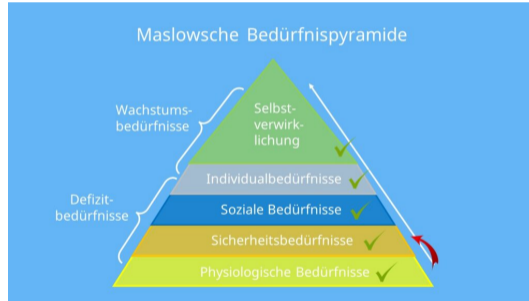 Maslowsche Bedürfnispyramide
Wachstums-
bedürfnisse
Selbst-
verwirk-
lichung
Defizit-
bedürfnisse
Individualbedürfnisse
Soziale Bedürfnisse
Sicherheitsbedürfnisse
Physiologische Bedürfnisse